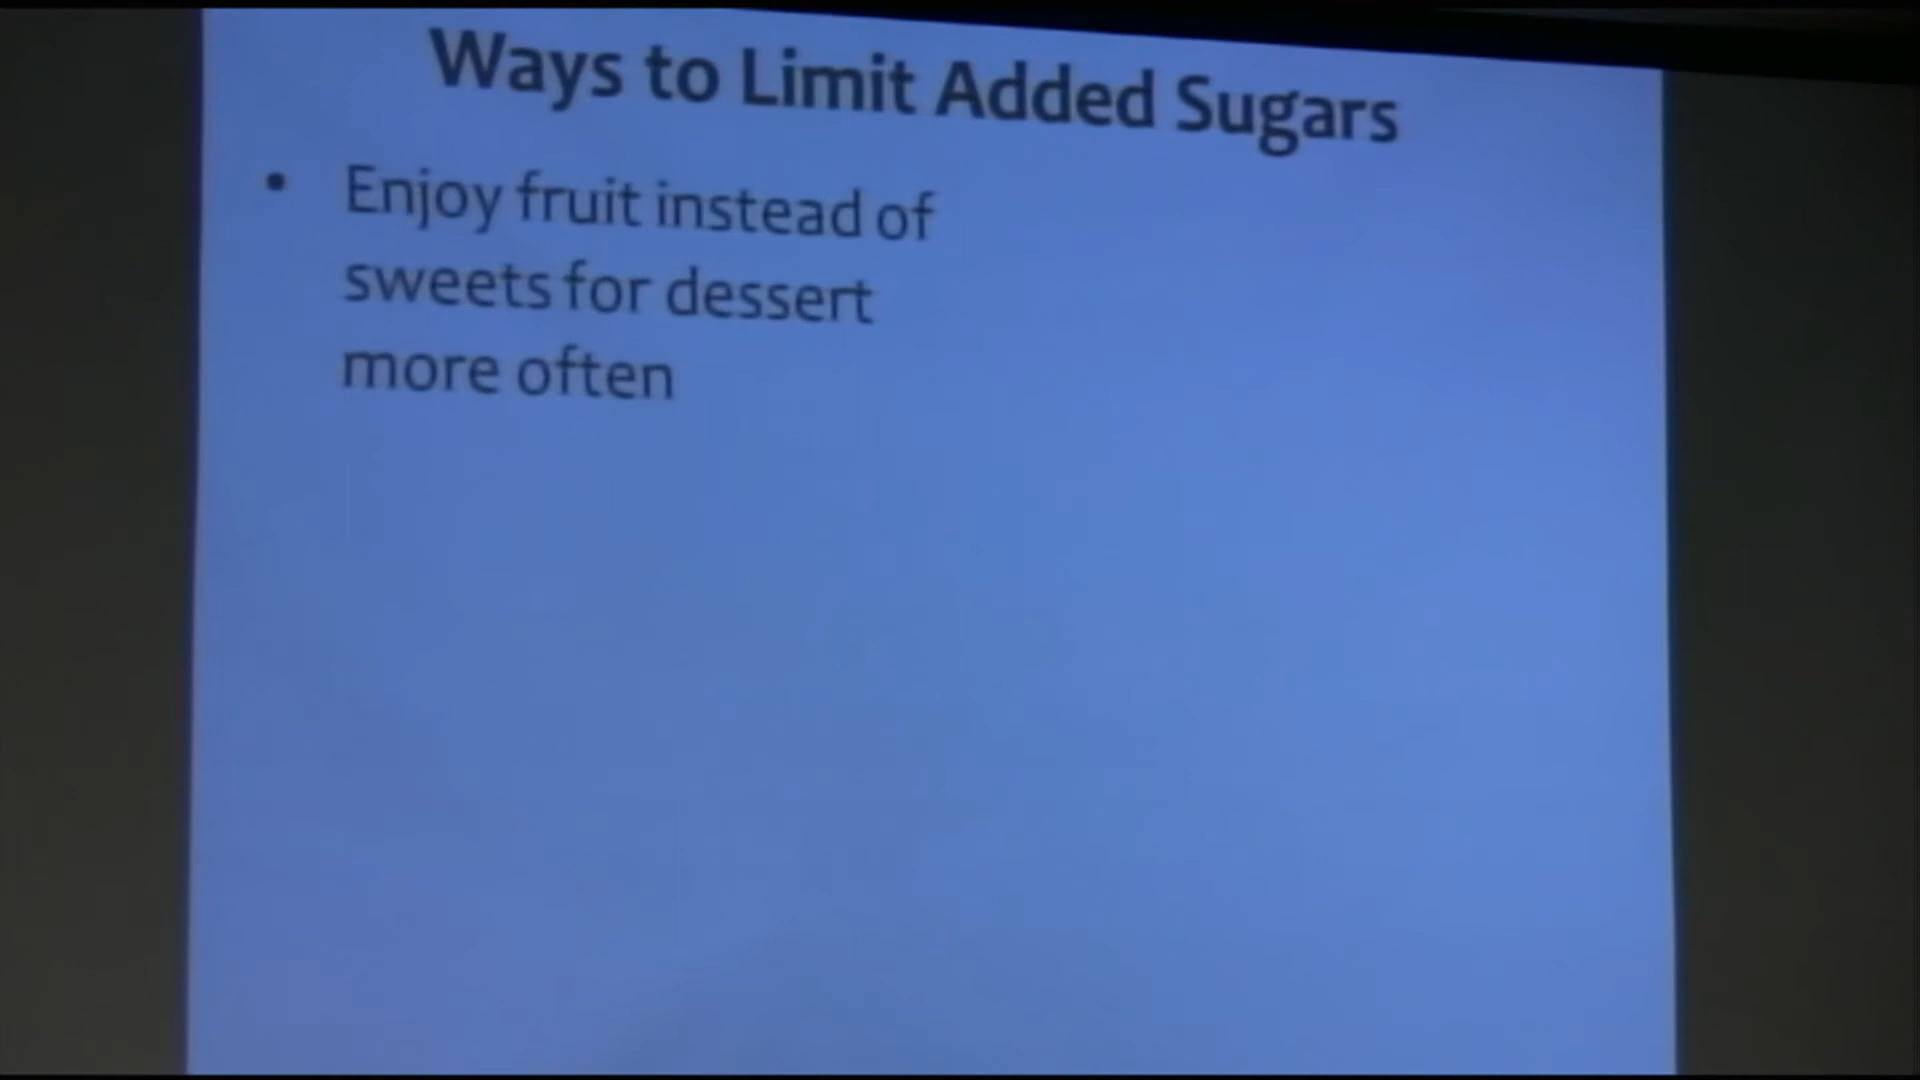 Ways to Limit Added Sugars
• Enjoy fruit instead of
sweets for dessert
more often